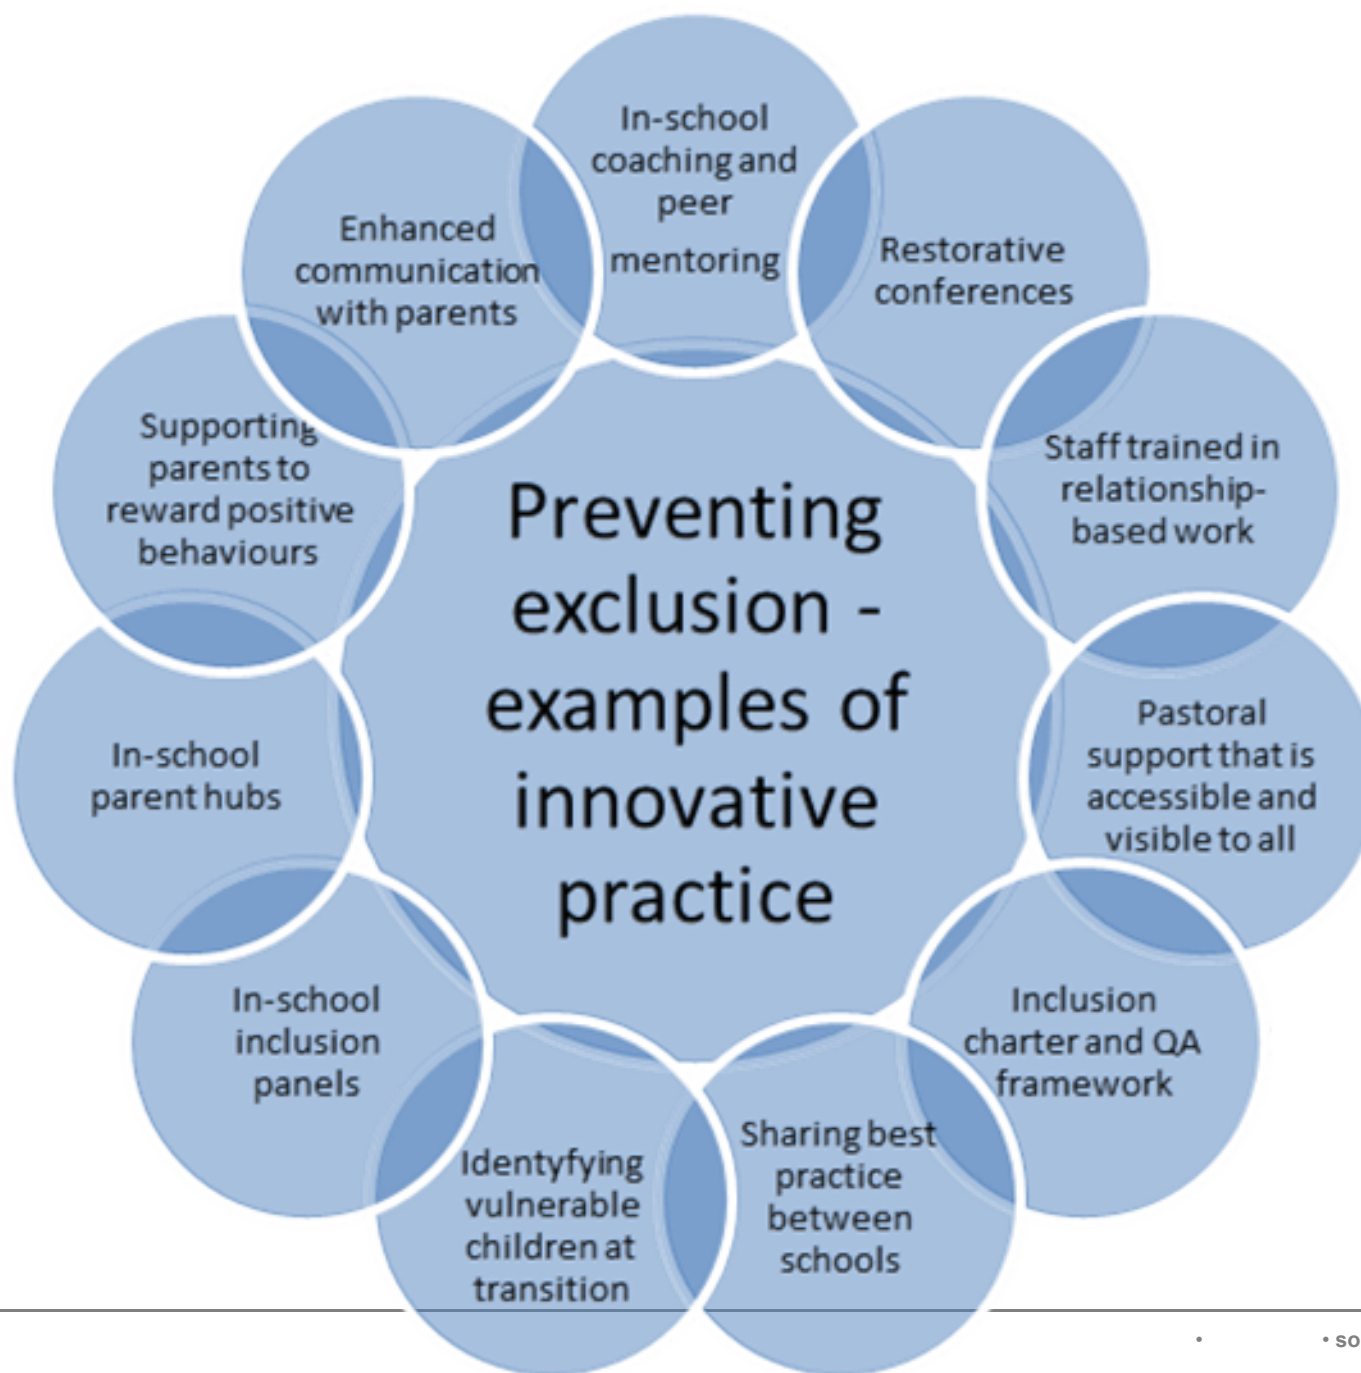 In-school
coaching and
peer
mentoring
Restorative
conferences
Staff trained in
relationship-
based work
Pastoral
support that is
accessible and
visible to all
Inclusion
charter and QA
framework
Sharing best
practice
between
schools
Identyfying
vulnerable
children at
transition
In-school
inclusion
panels
In-school
parent hubs
Supporting
parents to
reward positive
behaviours
Enhanced
communication
with parents
Preventing
exclusion -
examples of
innovative
practice
• • so